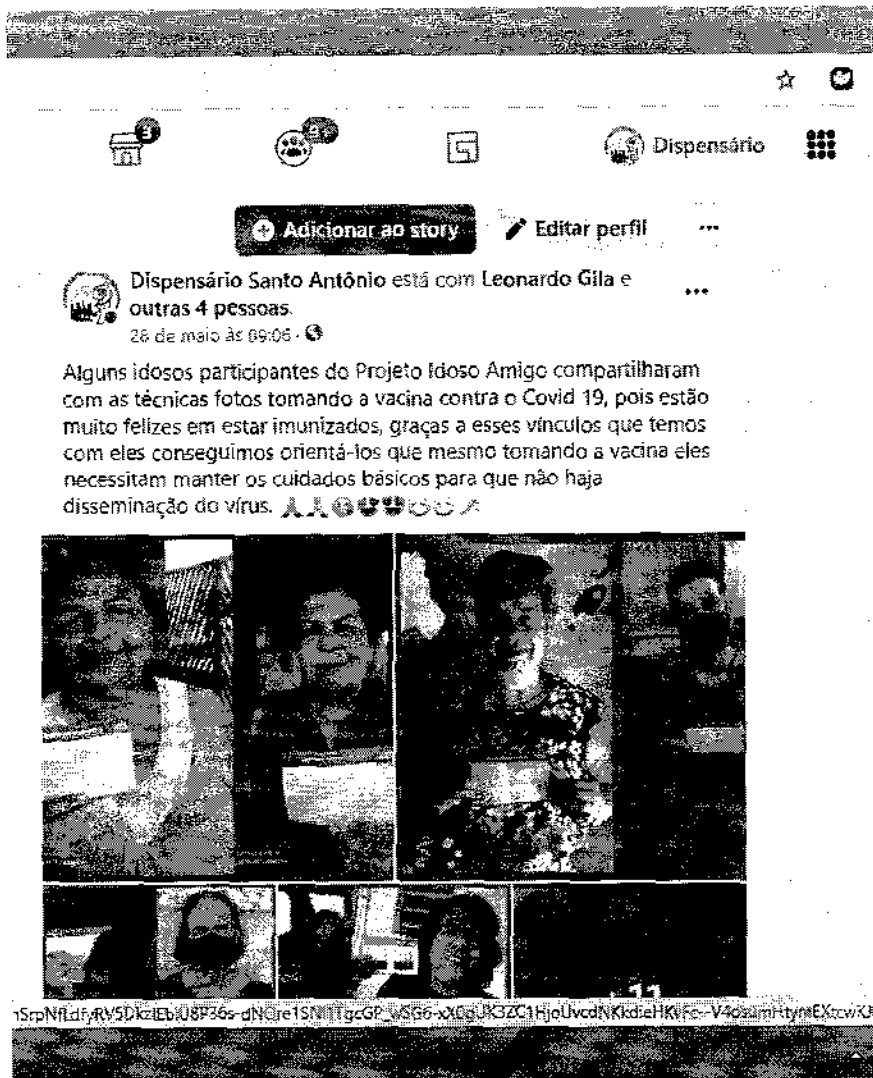 3
Dispensário
Adicionar ao story
Editar perfil
Dispensário Santo Antônio está com Leonardo Gila e
outras 4 pessoas.
28 de maio às 09:06
Alguns idosos participantes do Projeto Idoso Amigo compartilharam
com as técnicas fotos tomando a vacina contra o Covid 19, pois estão
muito felizes em estar imunizados, graças a esses vínculos que temos
com eles conseguimos orientá-los que mesmo tomando a vacina eles
necessitam manter os cuidados básicos para que não haja
disseminação do vírus.